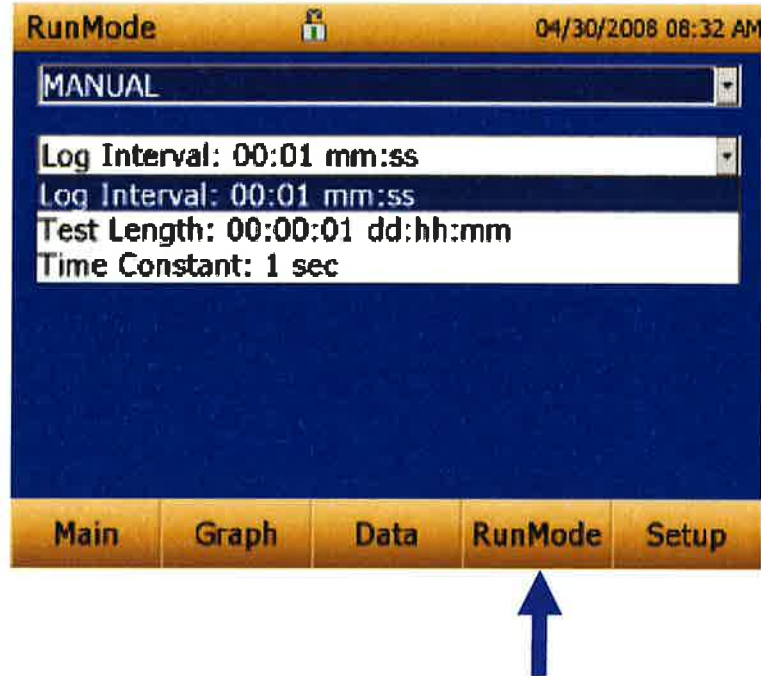 RunMode 04/30/2008 08:32 AM
MANUAL
Log Interval: 00:01 mm:ss
Log Interval: 00:01 mm:ss
Test Length: 00:00:01 dd:hh:mm
Time Constant: 1 sec
Main Graph Data RunMode Setup